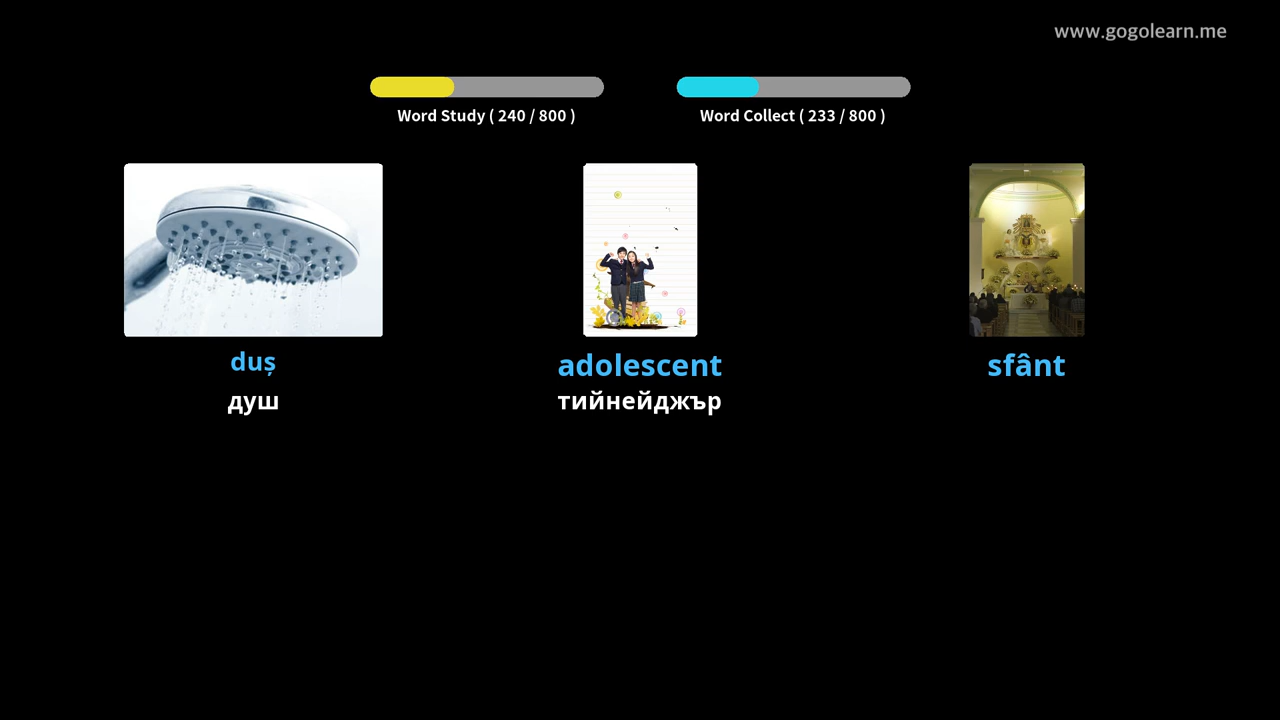 www.gogolearn.me
Word Study ( 240 / 800 )
Word Collect ( 233 / 800 )
duș
душ
adolescent
тийнейджър
sfânt